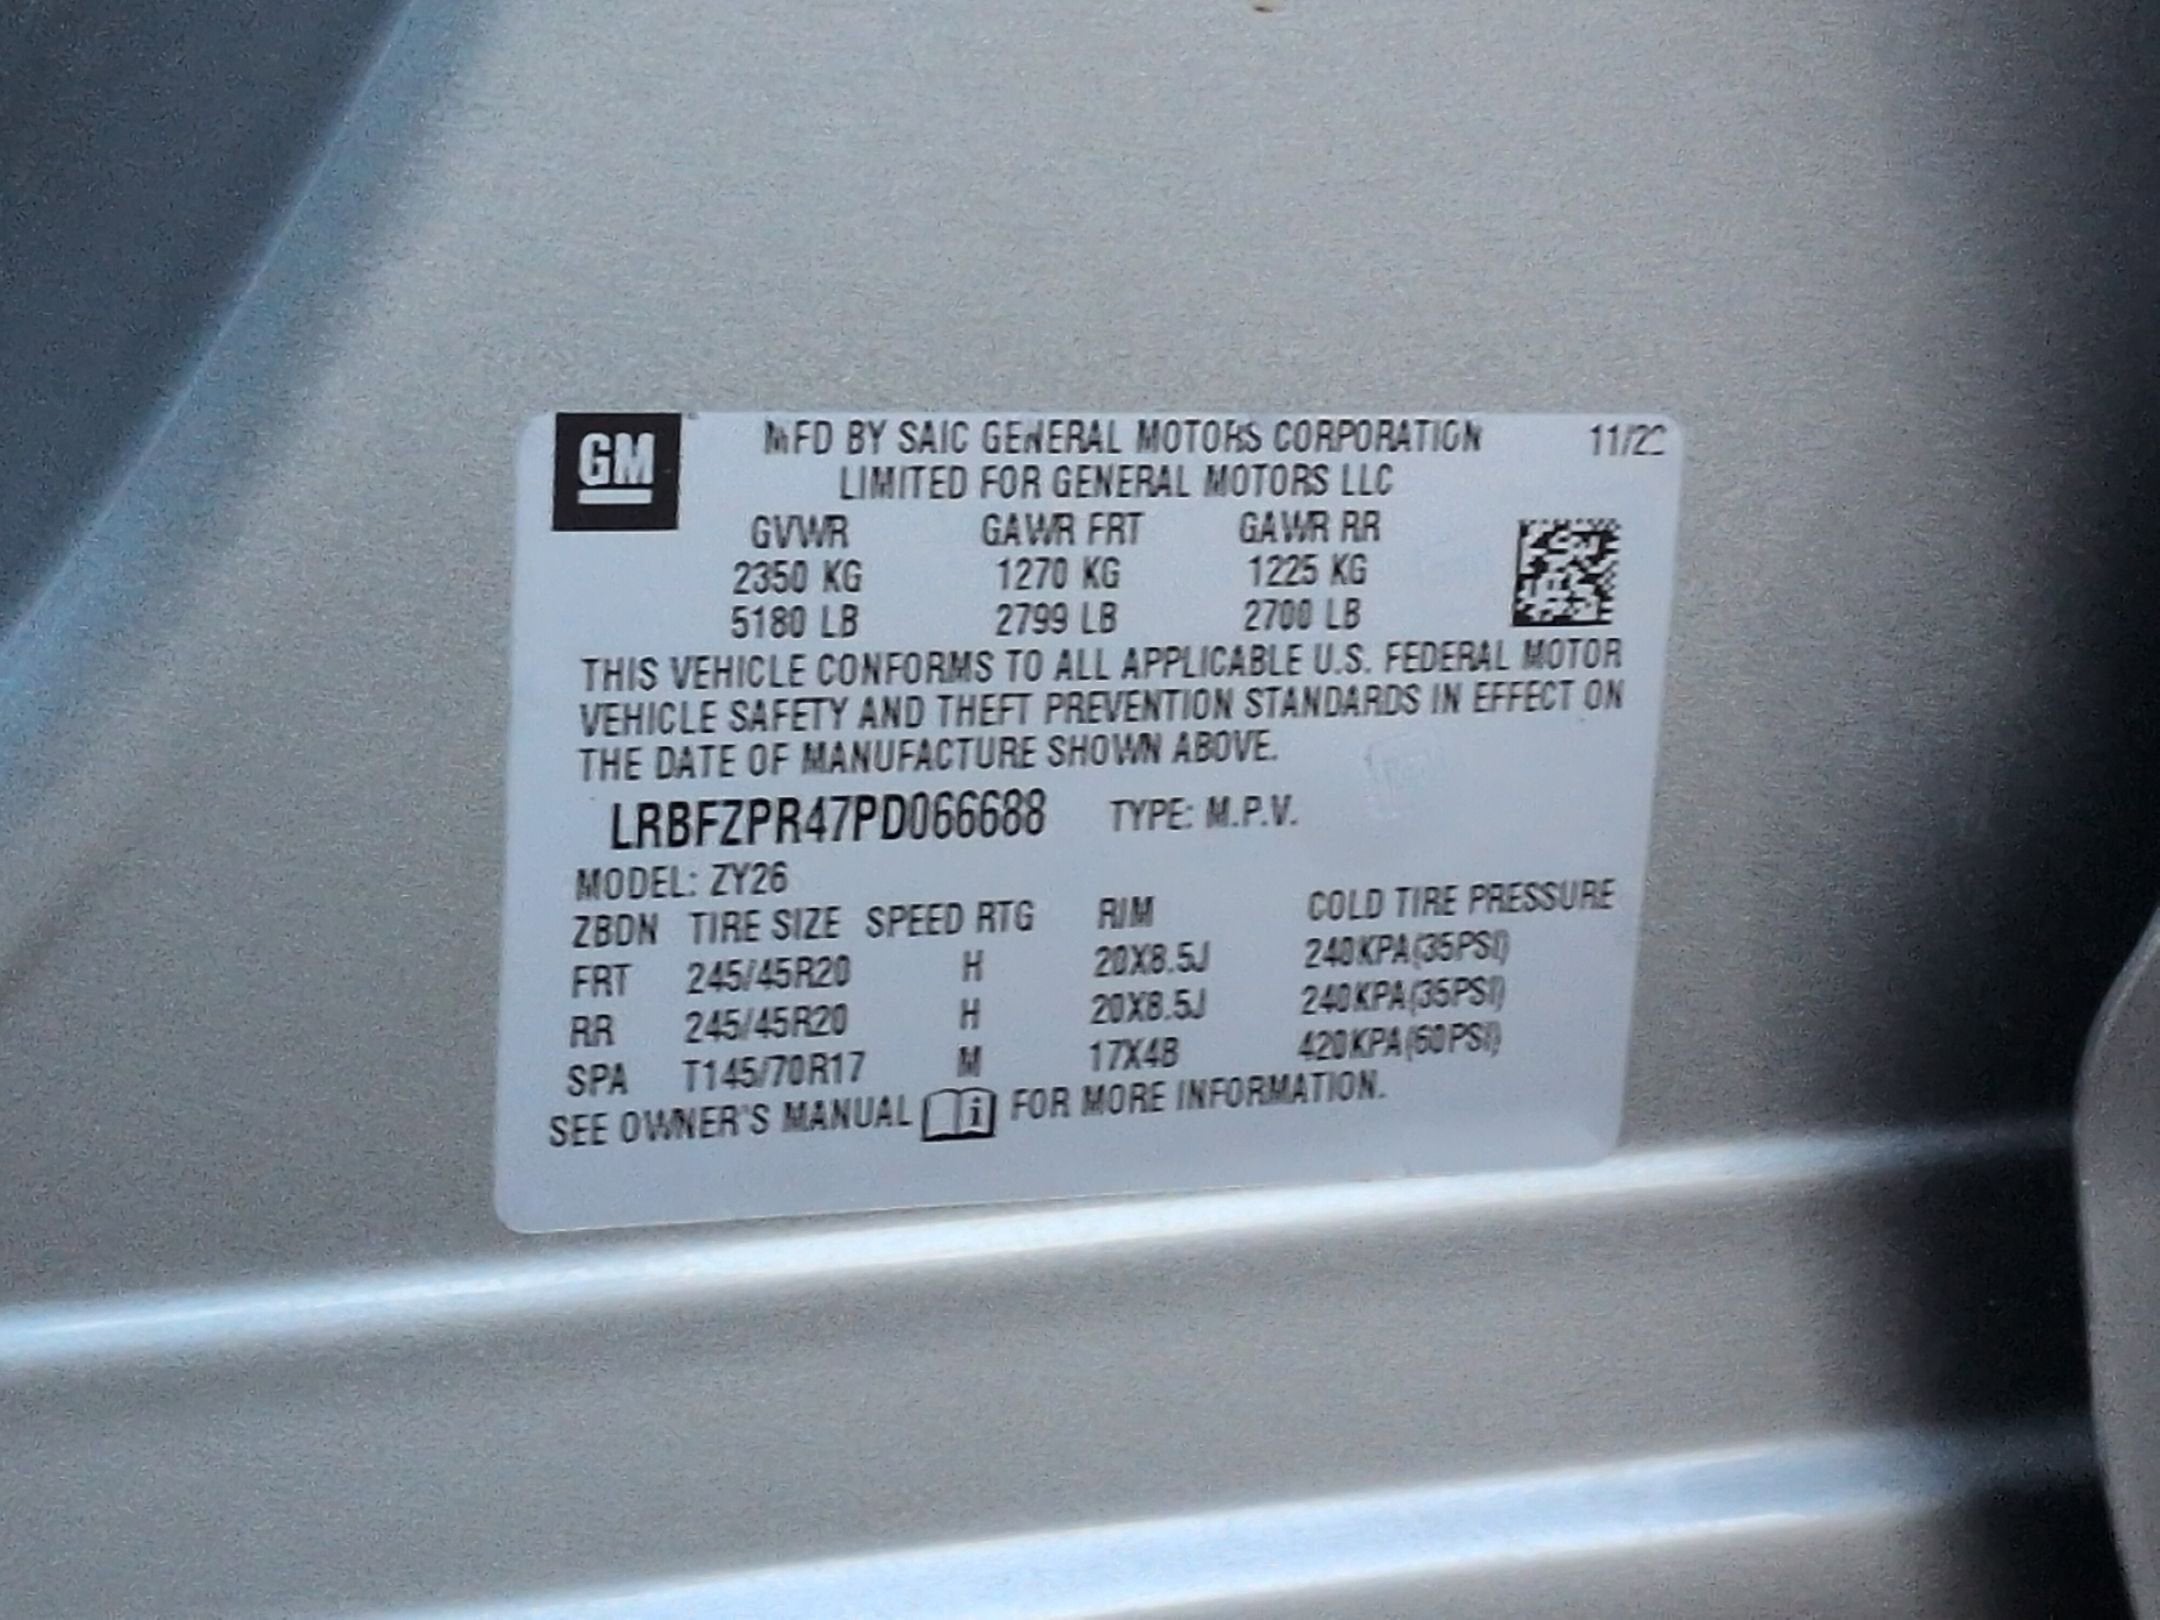 GM
MFD BY SAIC GENERAL MOTORS CORPORATION 11/22
LIMITED FOR GENERAL MOTORS LLC
GVWR GAWR FRT GAWR RR
2350 KG 1270 KG 1225 KG
5180 LB 2799 LB 2700 LB
THIS VEHICLE CONFORMS TO ALL APPLICABLE U.S. FEDERAL MOTOR
VEHICLE SAFETY AND THEFT PREVENTION STANDARDS IN EFFECT ON
THE DATE OF MANUFACTURE SHOWN ABOVE.
LRBFZPR47PD066688 TYPE: M.P.V.
MODEL: ZY26
ZBDN TIRE SIZE SPEED RTG RIM COLD TIRE PRESSURE
FRT 245/45R20 H 20X8.5J 240KPA(35PSI)
RR 245/45R20 H 20X8.5J 240KPA(35PSI)
SPA T145/70R17 M 17X4B 420KPA(60PSI)
SEE OWNER'S MANUAL i FOR MORE INFORMATION.